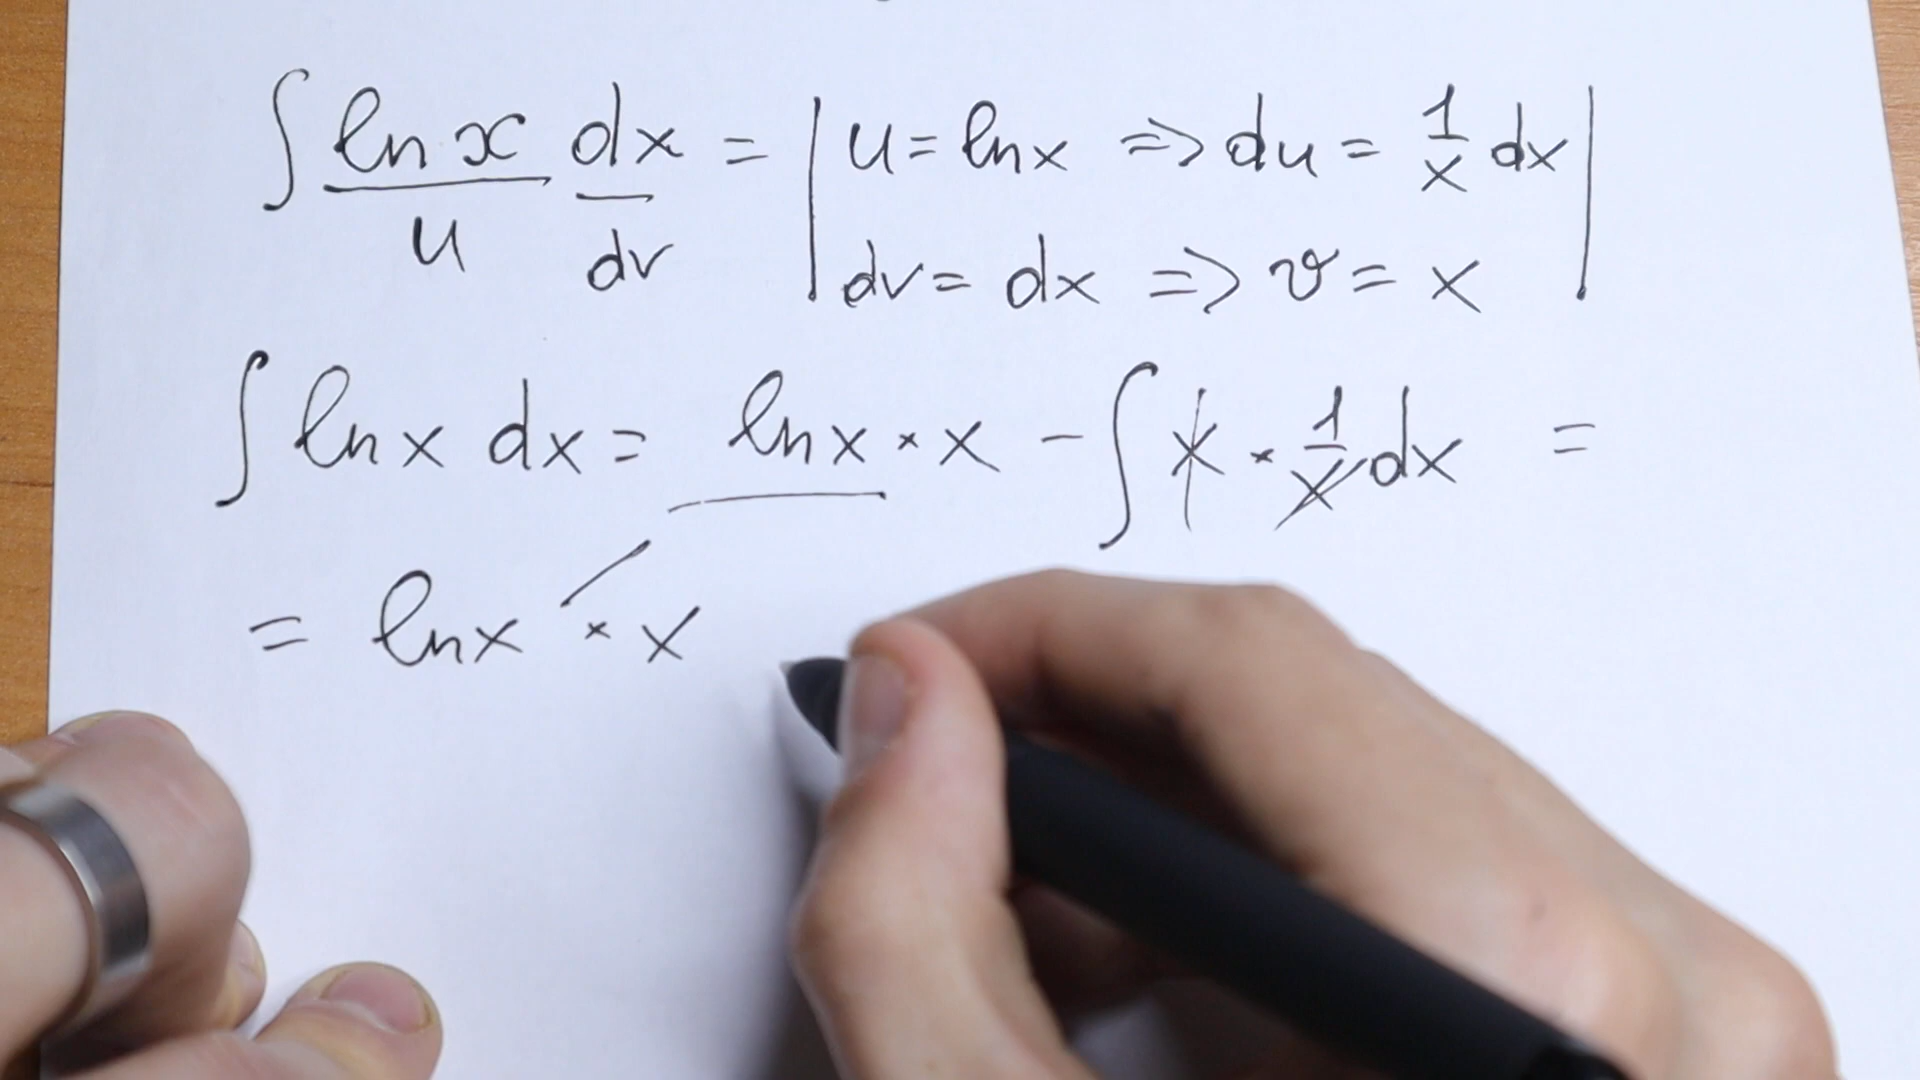 ∫ ln x dx = | u = ln x => du = 1/x dx |
u dv | dv = dx => v = x |
∫ ln x dx = ln x · x - ∫ x · 1/x dx =
= ln x · x